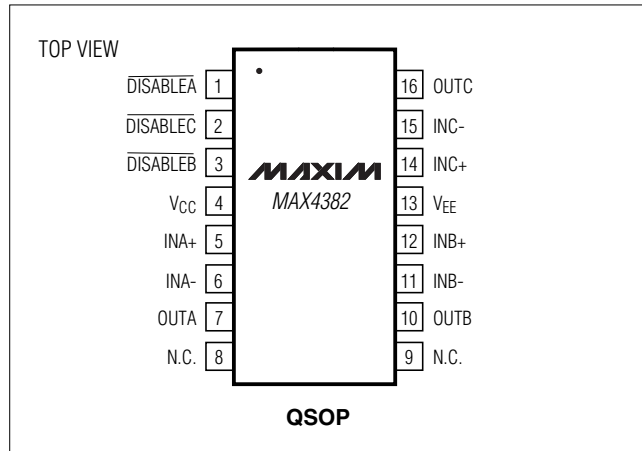 TOP VIEW
DISABLEA 1
DISABLEC 2
DISABLEB 3
VCC 4
INA+ 5
INA- 6
OUTA 7
N.C. 8
MAXIM
MAX4382
16 OUTC
15 INC-
14 INC+
13 VEE
12 INB+
11 INB-
10 OUTB
9 N.C.
QSOP